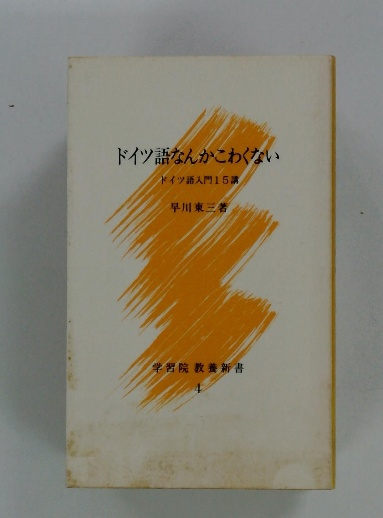 ドイツ語なんかこわくない
ドイツ語入門15講
早川東三著
学習院教養新書
4